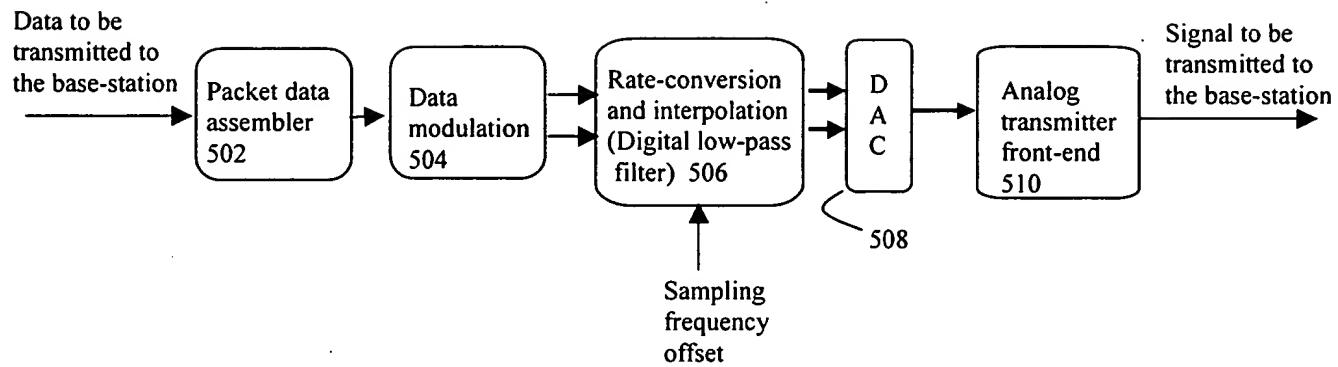 Data to be
transmitted to
the base-station
Packet data
assembler
502
Data
modulation
504
Rate-conversion
and interpolation
(Digital low-pass
filter) 506
D
A
C
508
Analog
transmitter
front-end
510
Signal to be
transmitted to
the base-station
Sampling
frequency
offset